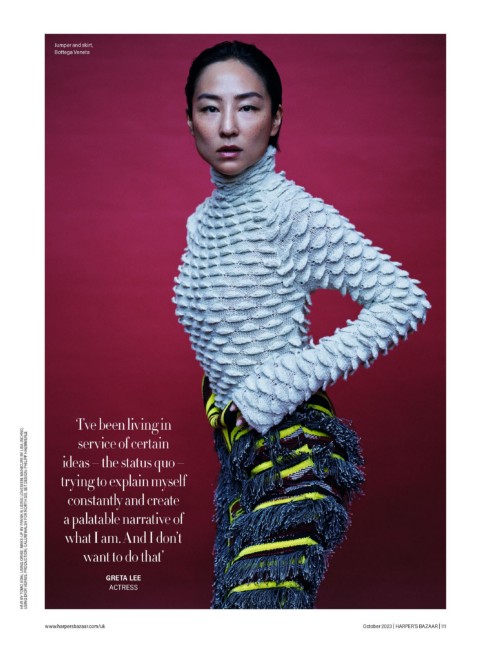 Jumper and skirt,
Bottega Veneta
'I've been living in
service of certain
ideas – the status quo –
trying to explain myself
constantly and create
a palatable narrative of
what I am. And I don't
want to do that'
GRETA LEE
ACTRESS
www.harpersbazaar.com/uk
October 2023 | HARPER'S BAZAAR |